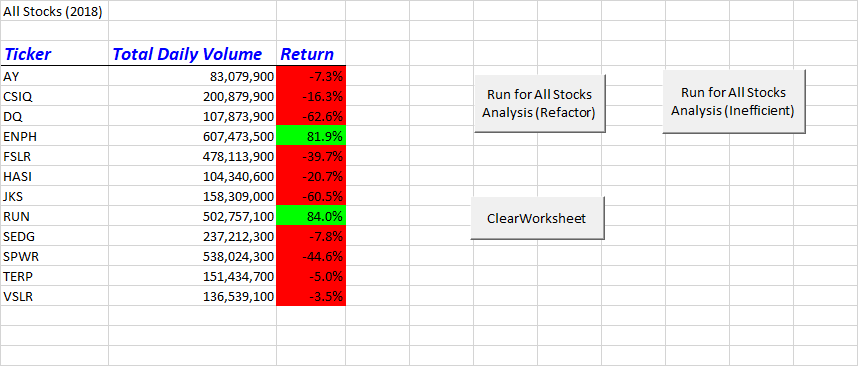 All Stocks (2018)
Ticker Total Daily Volume Return
AY 83,079,900 -7.3%
CSIQ 200,879,900 -16.3%
DQ 107,873,900 -62.6%
ENPH 607,473,500 81.9%
FSLR 478,113,900 -39.7%
HASI 104,340,600 -20.7%
JKS 158,309,000 -60.5%
RUN 502,757,100 84.0%
SEDG 237,212,300 -7.8%
SPWR 538,024,300 -44.6%
TERP 151,434,700 -5.0%
VSLR 136,539,100 -3.5%
Run for All Stocks
Analysis (Refactor)
Run for All Stocks
Analysis (Inefficient)
ClearWorksheet